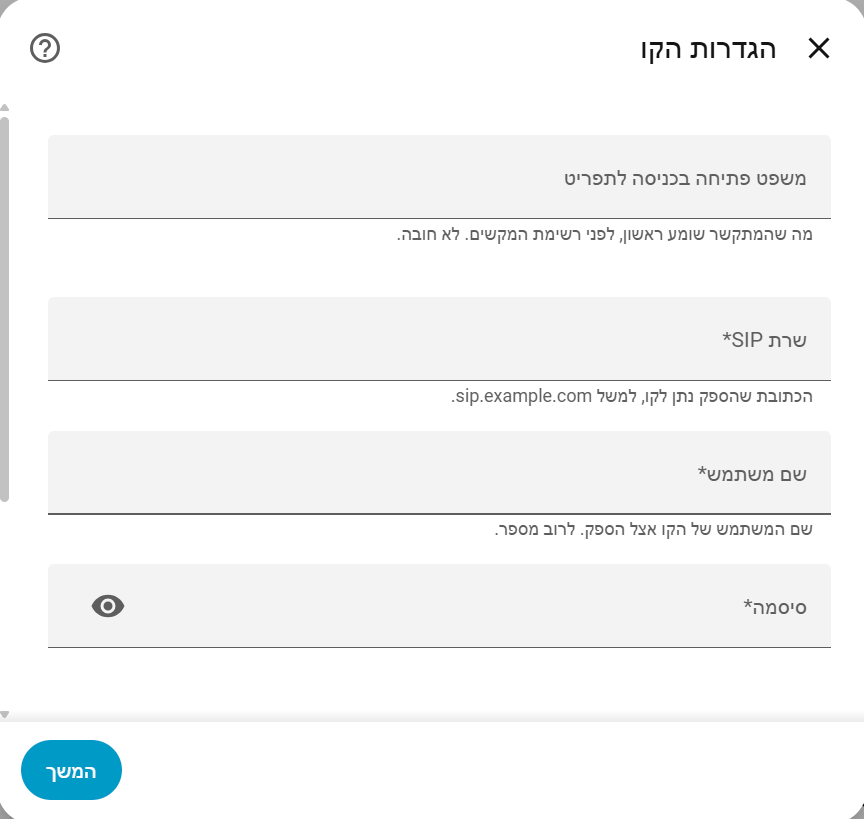 הגדרות הקו
משפט פתיחה בכניסה לתפריט
מה שהמתקשר שומע ראשון, לפני רשימת המקשים. לא חובה.
שרת SIP*
הכתובת שהספק נתן לקו, למשל sip.example.com.
שם משתמש*
שם המשתמש של הקו אצל הספק. לרוב מספר.
סיסמה*
המשך